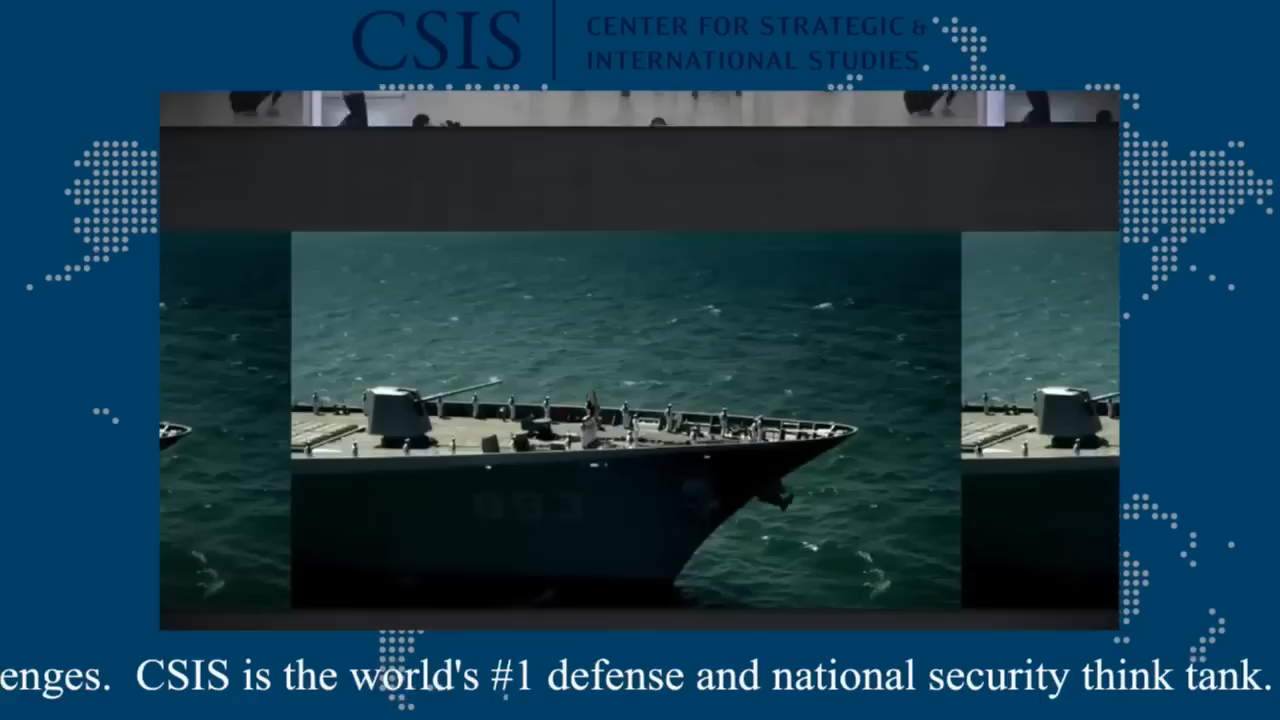 CSIS
CENTER FOR STRATEGIC &
INTERNATIONAL STUDIES
enges. CSIS is the world's #1 defense and national security think tank.